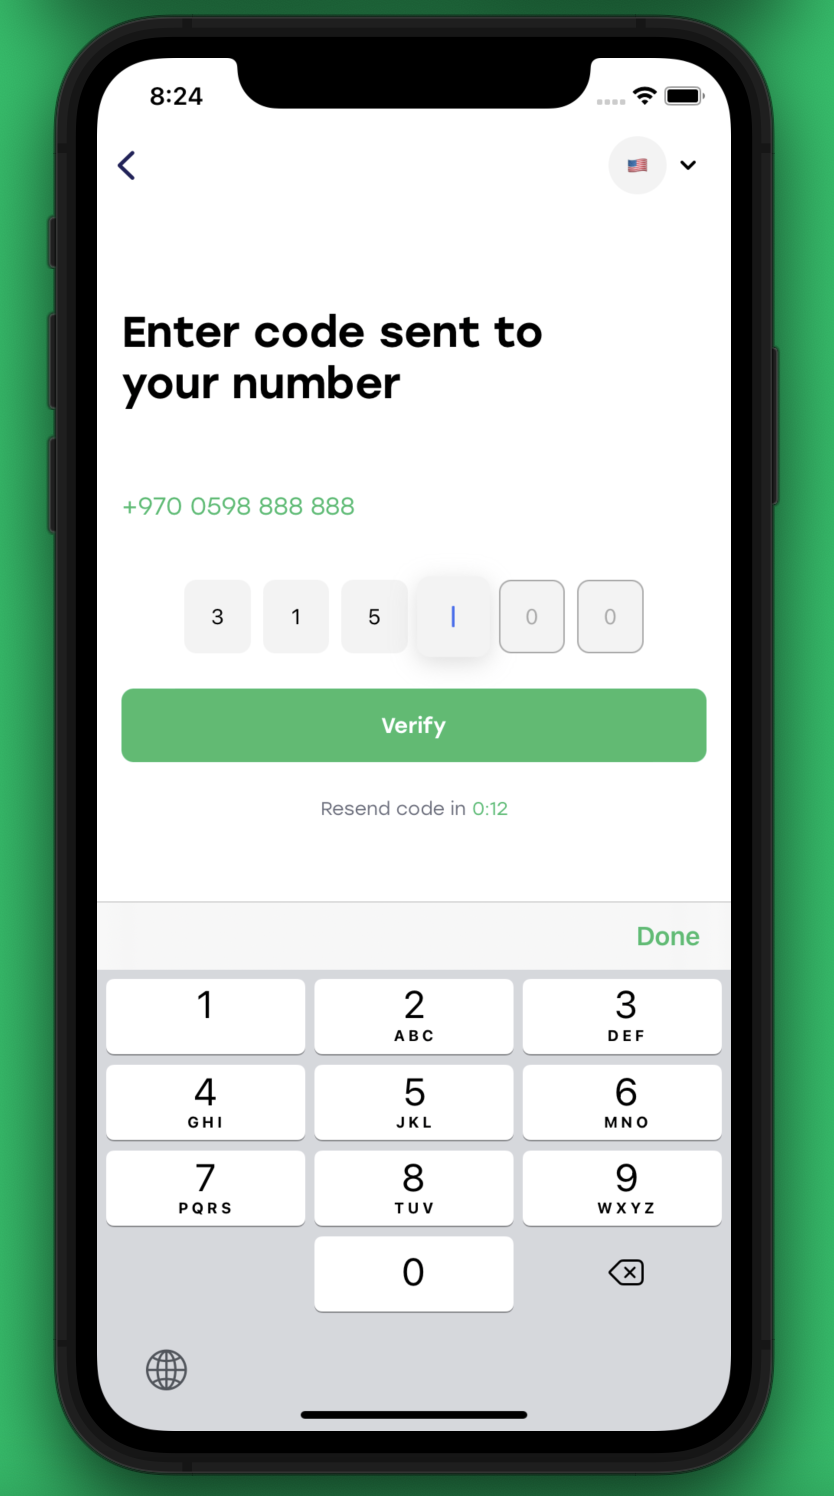 8:24
Enter code sent to
your number
+970 0598 888 888
3 1 5 0 0
Verify
Resend code in 0:12
Done
1 2 3
ABC DEF
4 5 6
GHI JKL MNO
7 8 9
PQRS TUV WXYZ
0